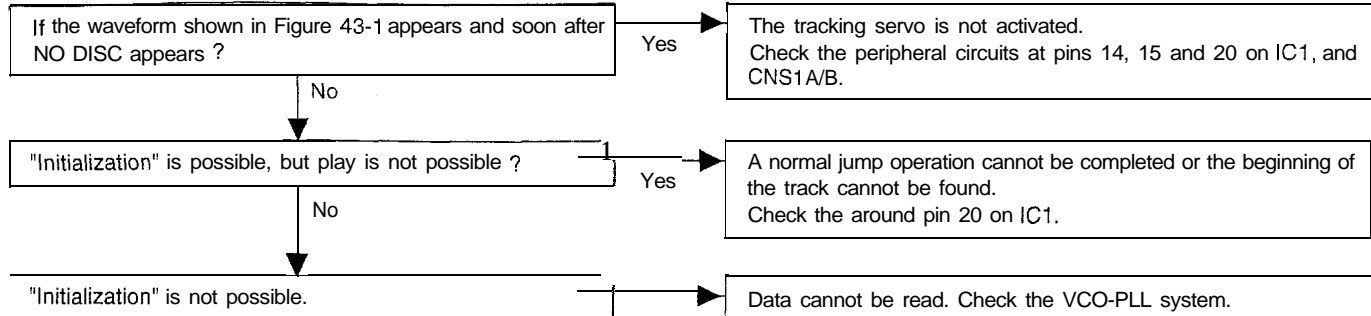 If the waveform shown in Figure 43-1 appears and soon after
NO DISC appears ?
Yes
The tracking servo is not activated.
Check the peripheral circuits at pins 14, 15 and 20 on IC1, and
CNS1A/B.
No
"Initialization" is possible, but play is not possible ?
Yes
A normal jump operation cannot be completed or the beginning of
the track cannot be found.
Check the around pin 20 on IC1.
No
"Initialization" is not possible.
Data cannot be read. Check the VCO-PLL system.